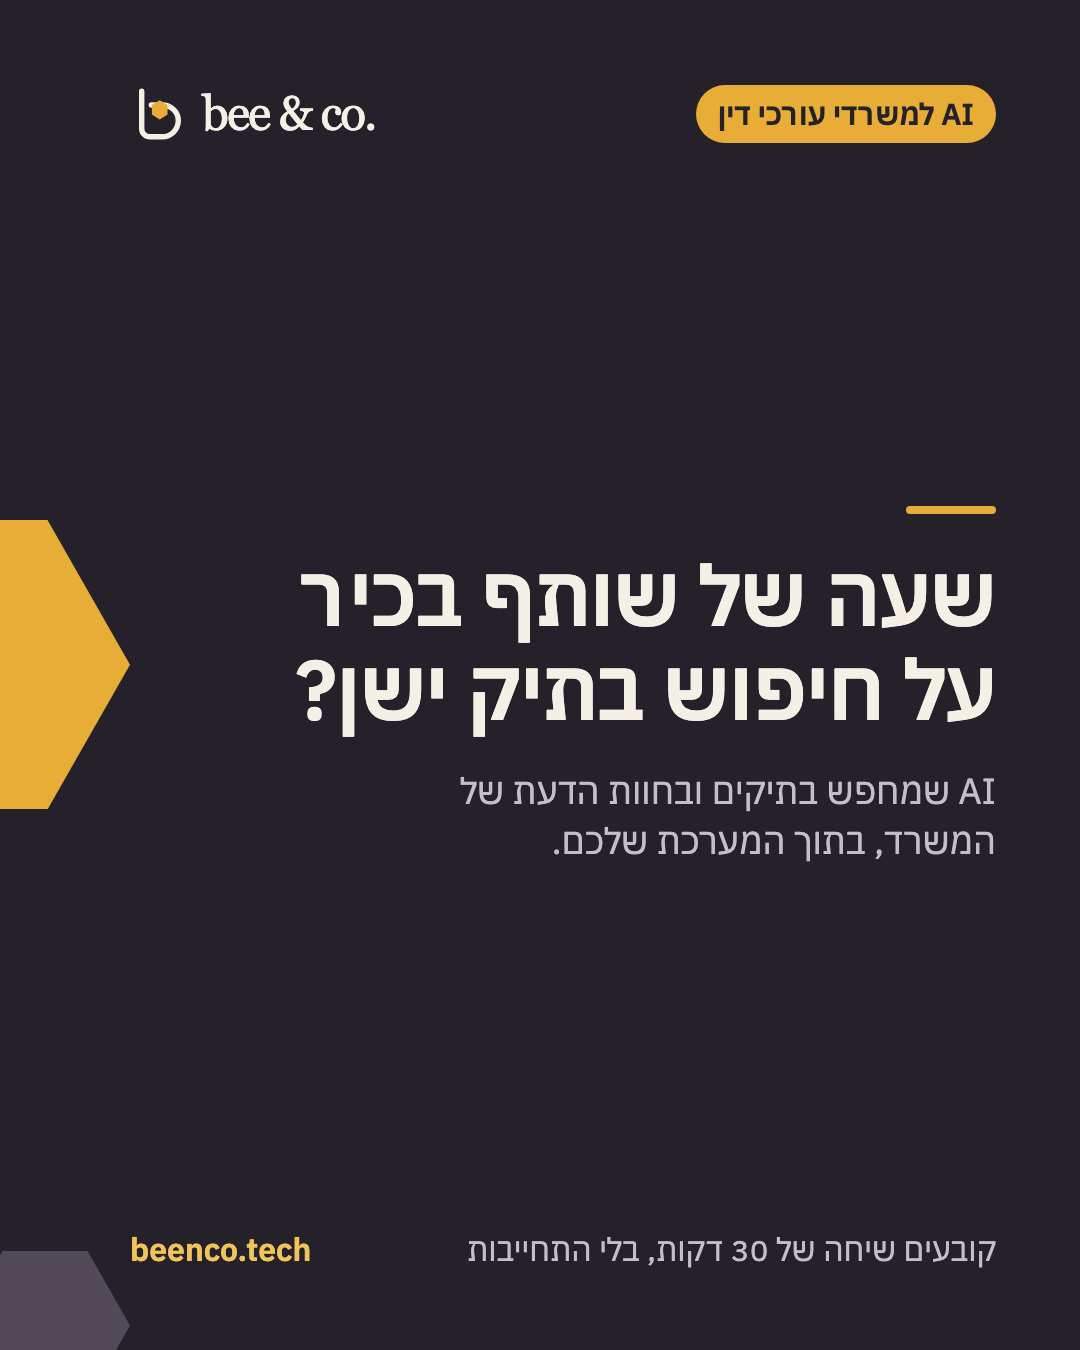 AI למשרדי עורכי דין
bee & co.
שעה של שותף בכיר
על חיפוש בתיק ישן?
AI שמחפש בתיקים ובחוות הדעת של
המשרד, בתוך המערכת שלכם.
קובעים שיחה של 30 דקות, בלי התחייבות
beenco.tech